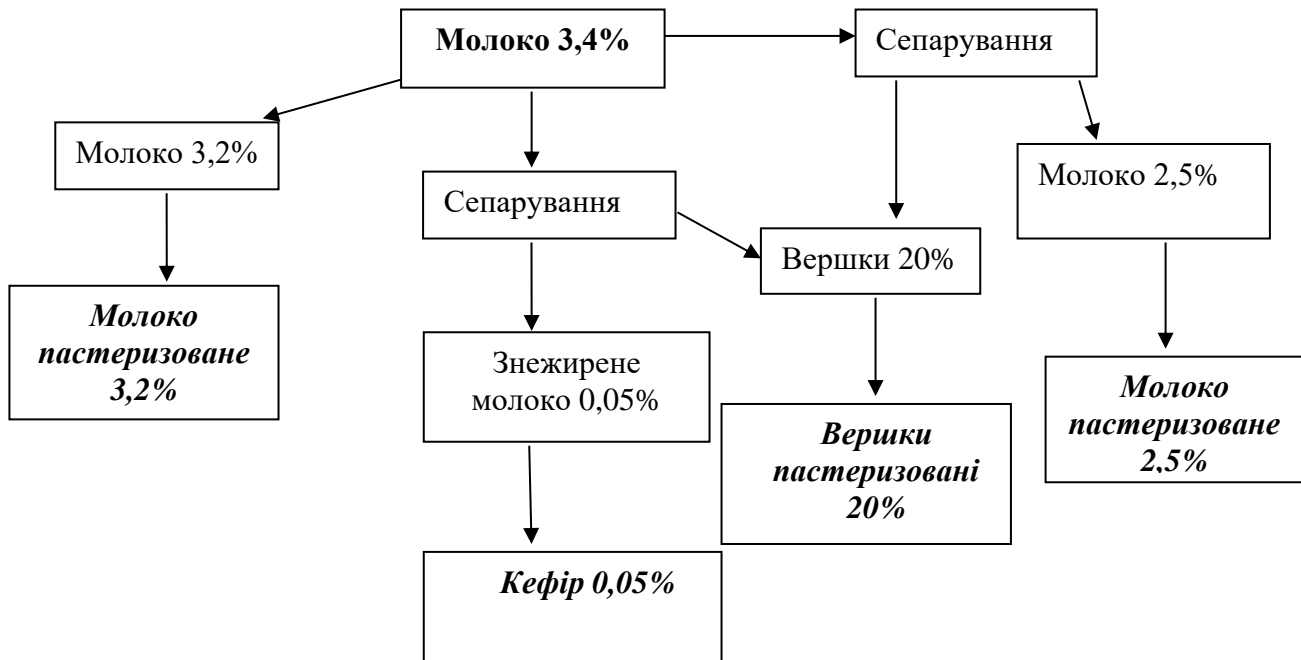 Молоко 3,4%
Сепарування
Молоко 3,2%
Сепарування
Молоко 2,5%
Вершки 20%
Молоко
пастеризоване
3,2%
Знежирене
молоко 0,05%
Вершки
пастеризовані
20%
Молоко
пастеризоване
2,5%
Кефір 0,05%